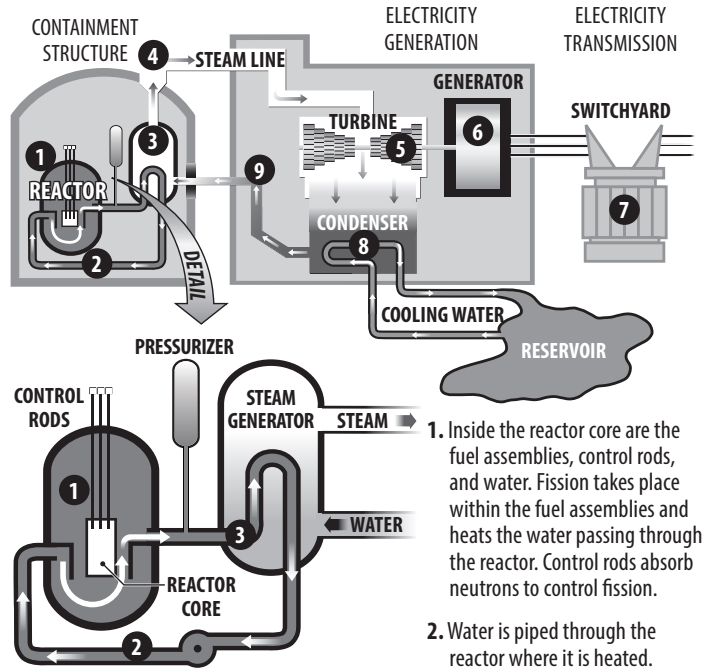 CONTAINMENT
STRUCTURE
ELECTRICITY
GENERATION
ELECTRICITY
TRANSMISSION
4
STEAM LINE
GENERATOR
SWITCHYARD
TURBINE
1
3
5
6
REACTOR
9
7
CONDENSER
8
2
DETAIL
COOLING WATER
RESERVOIR
PRESSURIZER
CONTROL
RODS
STEAM
GENERATOR
STEAM
1
3
WATER
REACTOR
CORE
2
1. Inside the reactor core are the
fuel assemblies, control rods,
and water. Fission takes place
within the fuel assemblies and
heats the water passing through
the reactor. Control rods absorb
neutrons to control fission.
2. Water is piped through the
reactor where it is heated.